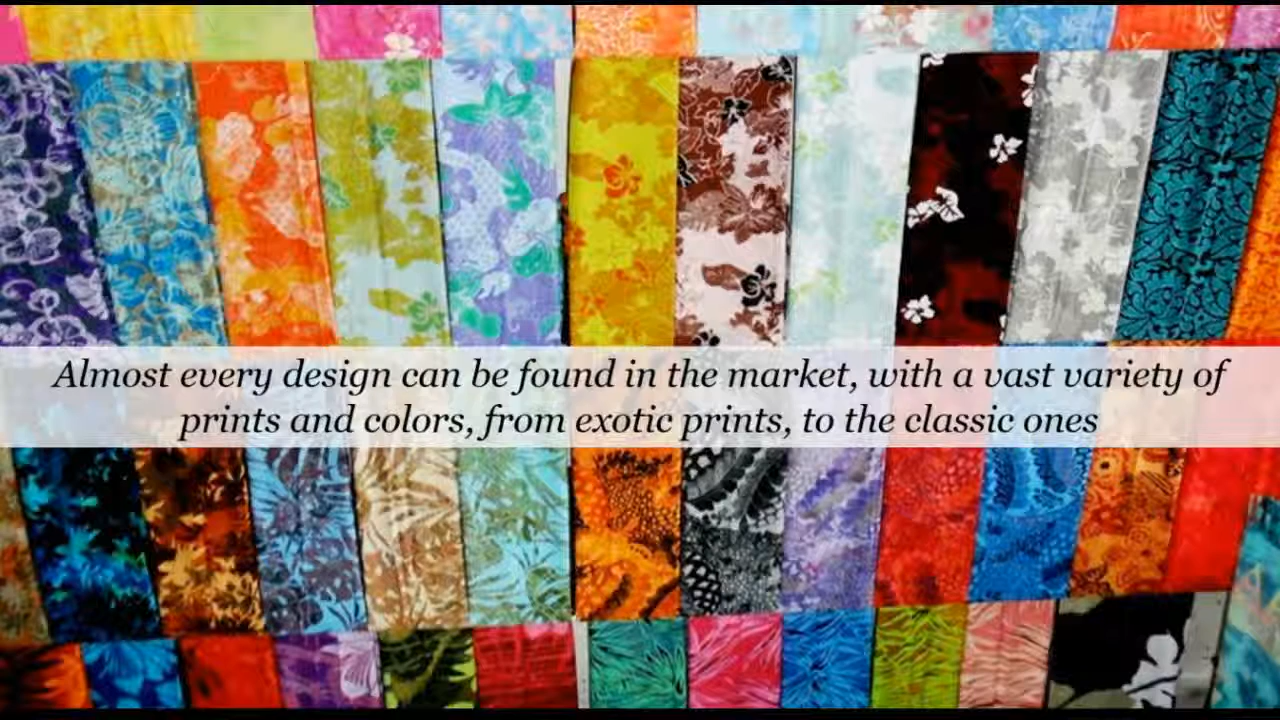 Almost every design can be found in the market, with a vast variety of
prints and colors, from exotic prints, to the classic ones